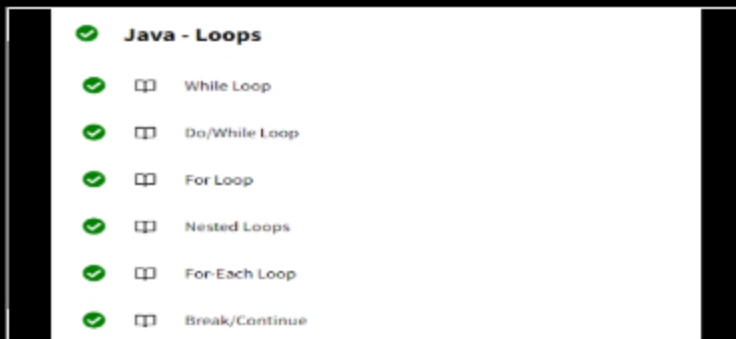 Java - Loops
While Loop
Do/While Loop
For Loop
Nested Loops
For-Each Loop
Break/Continue